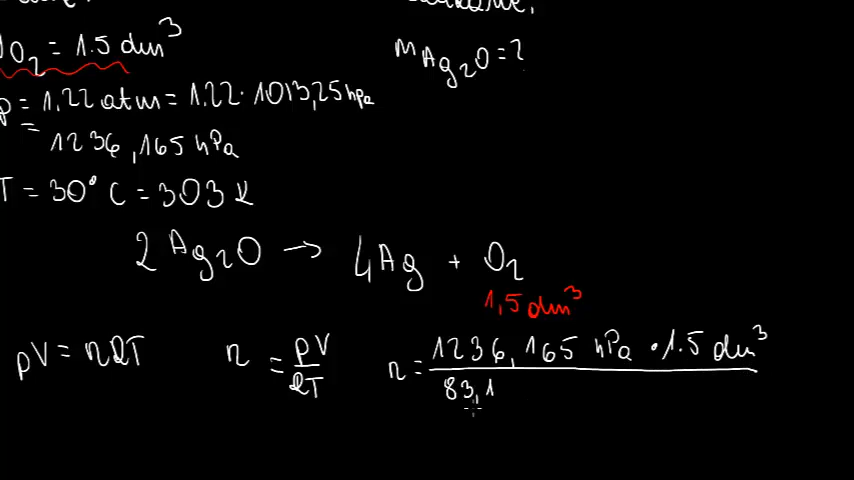 O2 = 1.5 dm³
mAg2O = ?
P = 1,22 atm = 1,22 · 1013,25 hPa
= 1236,165 hPa
T = 30° C = 303 K
2 Ag2O → 4Ag + O2
1,5 dm³
pV = nRT n = pV/RT n = 1236,165 hPa · 1.5 dm³
83,1